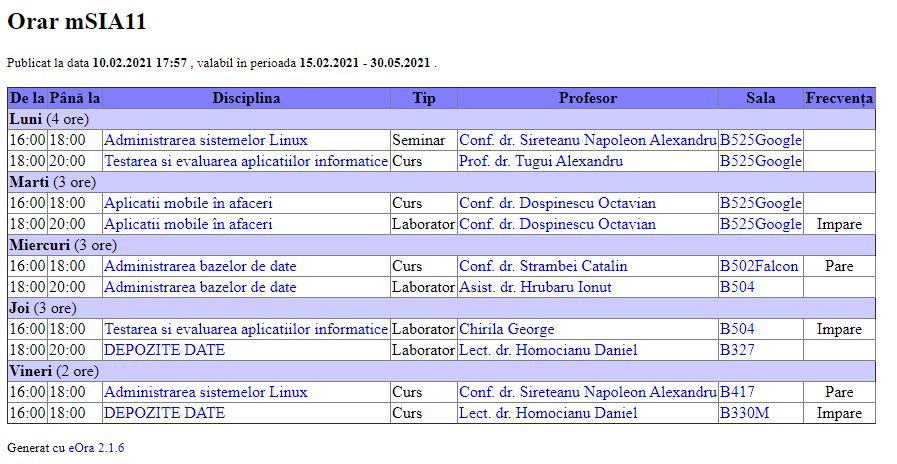 Orar mSIA11
Publicat la data 10.02.2021 17:57 , valabil în perioada 15.02.2021 - 30.05.2021 .
De la Până la Disciplina Tip Profesor Sala Frecvența
Luni (4 ore)
16:00 18:00 Administrarea sistemelor Linux Seminar Conf. dr. Sireteanu Napoleon Alexandru B525Google
18:00 20:00 Testarea si evaluarea aplicatiilor informatice Curs Prof. dr. Tugui Alexandru B525Google
Marti (3 ore)
16:00 18:00 Aplicatii mobile în afaceri Curs Conf. dr. Dospinescu Octavian B525Google
18:00 20:00 Aplicatii mobile în afaceri Laborator Conf. dr. Dospinescu Octavian B525Google Impare
Miercuri (3 ore)
16:00 18:00 Administrarea bazelor de date Curs Conf. dr. Strambei Catalin B502Falcon Pare
18:00 20:00 Administrarea bazelor de date Laborator Asist. dr. Hrubaru Ionut B504
Joi (3 ore)
16:00 18:00 Testarea si evaluarea aplicatiilor informatice Laborator Chirila George B504 Impare
18:00 20:00 DEPOZITE DATE Laborator Lect. dr. Homocianu Daniel B327
Vineri (2 ore)
16:00 18:00 Administrarea sistemelor Linux Curs Conf. dr. Sireteanu Napoleon Alexandru B417 Pare
16:00 18:00 DEPOZITE DATE Curs Lect. dr. Homocianu Daniel B330M Impare
Generat cu eOra 2.1.6